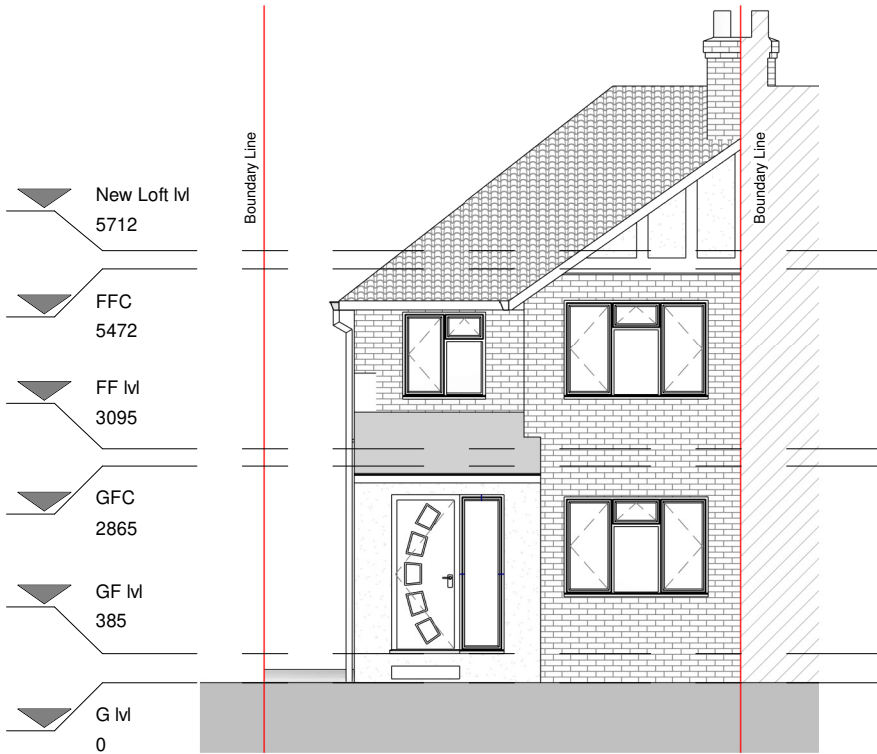 Boundary Line
Boundary Line
New Loft lvl
5712
FFC
5472
FF lvl
3095
GFC
2865
GF lvl
385
G lvl
0